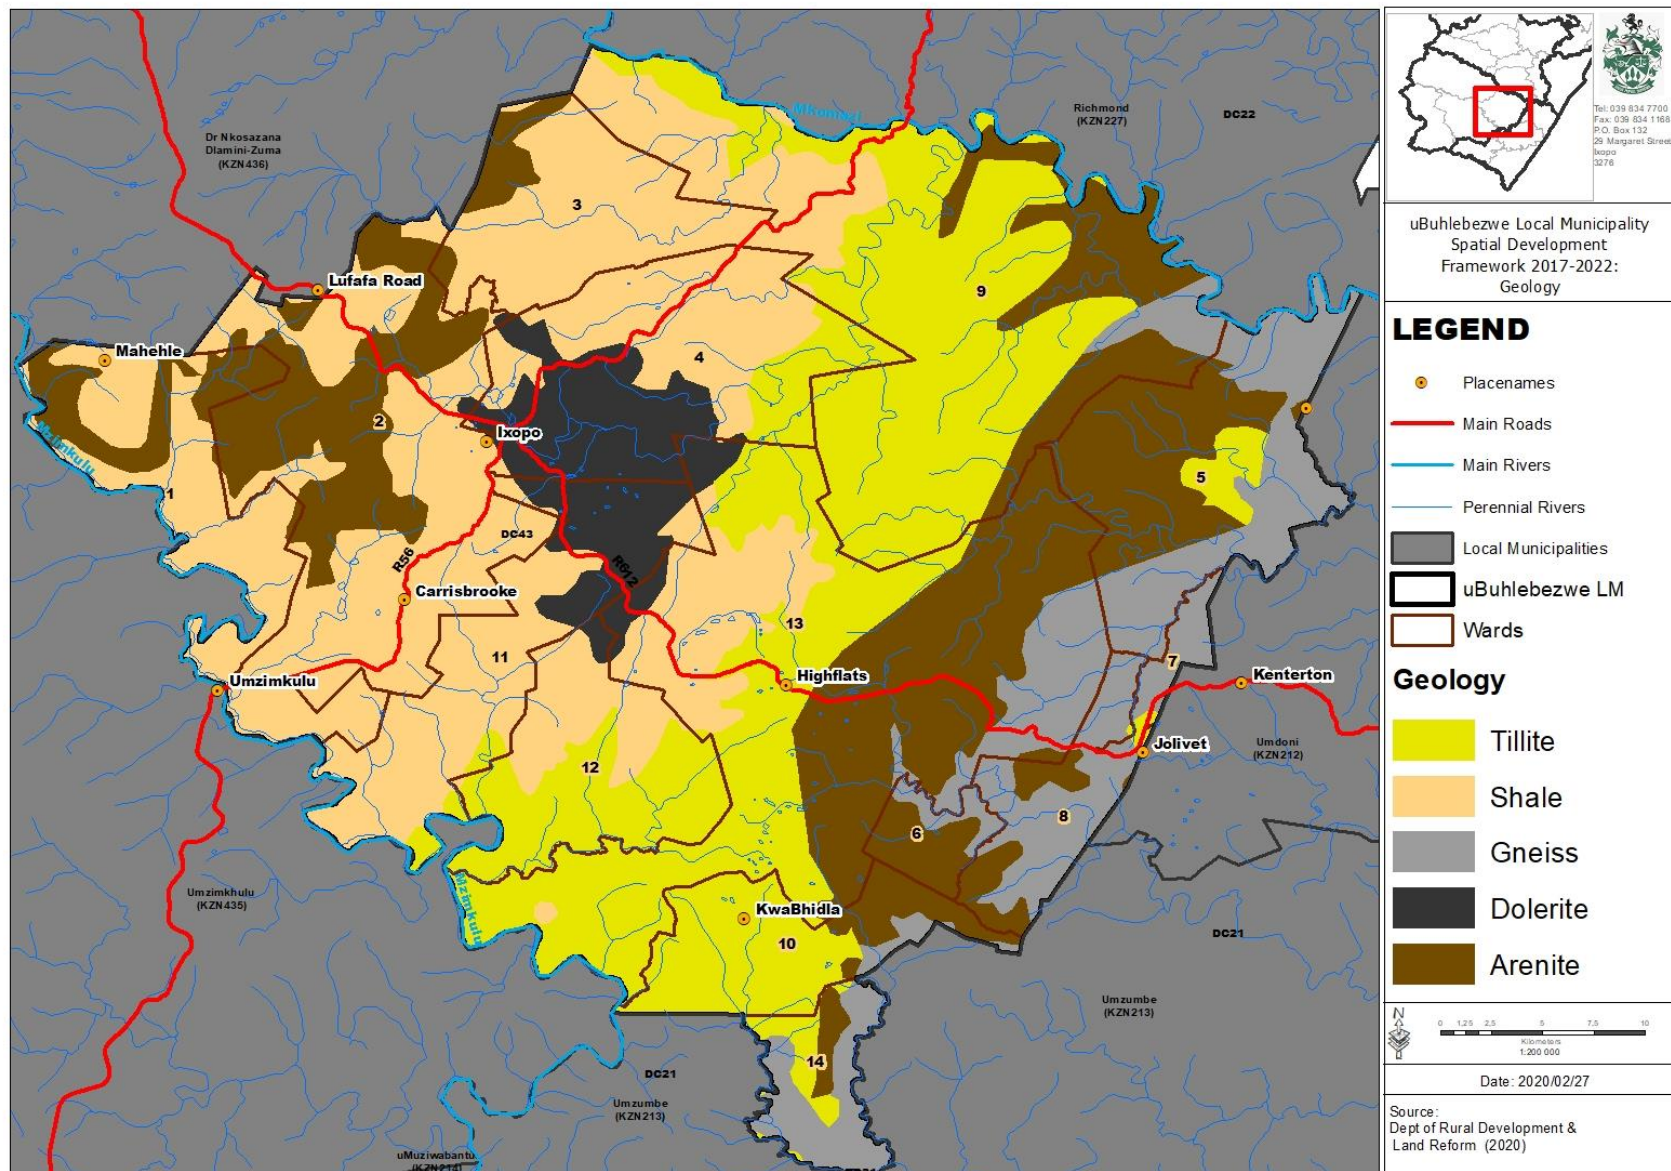 Dr Nkosazana
Dlamini-Zuma
(KZN436)
Mkomazi
Richmond
(KZN227)
DC22
3
Lufafa Road
9
Mahehle
4
2
Ixopo
Mzimkulu
1
5
DC43
R56
R612
Carrisbrooke
13
11
7
Umzimkulu
Highflats
Kenterton
Jolivet
Umdoni
(KZN212)
12
8
6
Umzimkhulu
(KZN435)
Mzimkulu
KwaBhidla
10
DC21
Umzumbe
(KZN213)
14
DC21
Umzumbe
(KZN213)
uMuziwabantu
(KZN214)
Tel: 039 834 7700
Fax: 039 834 1168
P.O. Box 132
29 Margaret Street
Ixopo
3276
uBuhlebezwe Local Municipality
Spatial Development
Framework 2017-2022:
Geology
LEGEND
Placenames
Main Roads
Main Rivers
Perennial Rivers
Local Municipalities
uBuhlebezwe LM
Wards
Geology
Tillite
Shale
Gneiss
Dolerite
Arenite
N
0 1,25 2,5 5 7,5 10
Kilometers
1:200 000
Date: 2020/02/27
Source:
Dept of Rural Development &
Land Reform (2020)